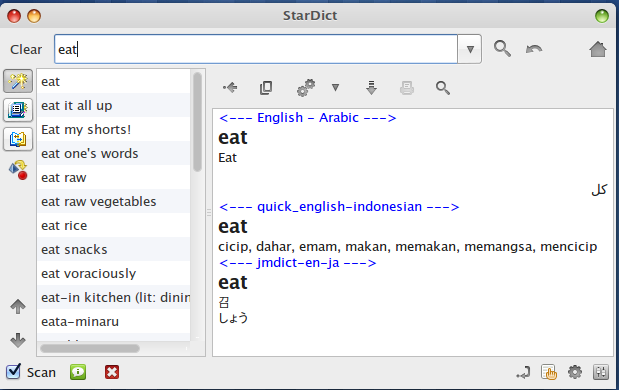 StarDict
Clear
eat
eat
eat it all up
Eat my shorts!
eat one's words
eat raw
eat raw vegetables
eat rice
eat snacks
eat voraciously
eat-in kitchen (lit: dinin
eata-minaru
<--- English - Arabic --->
eat
Eat
كل
<--- quick_english-indonesian --->
eat
cicip, dahar, emam, makan, memakan, memangsa, mencicip
<--- jmdict-en-ja --->
eat
召
しょう
Scan